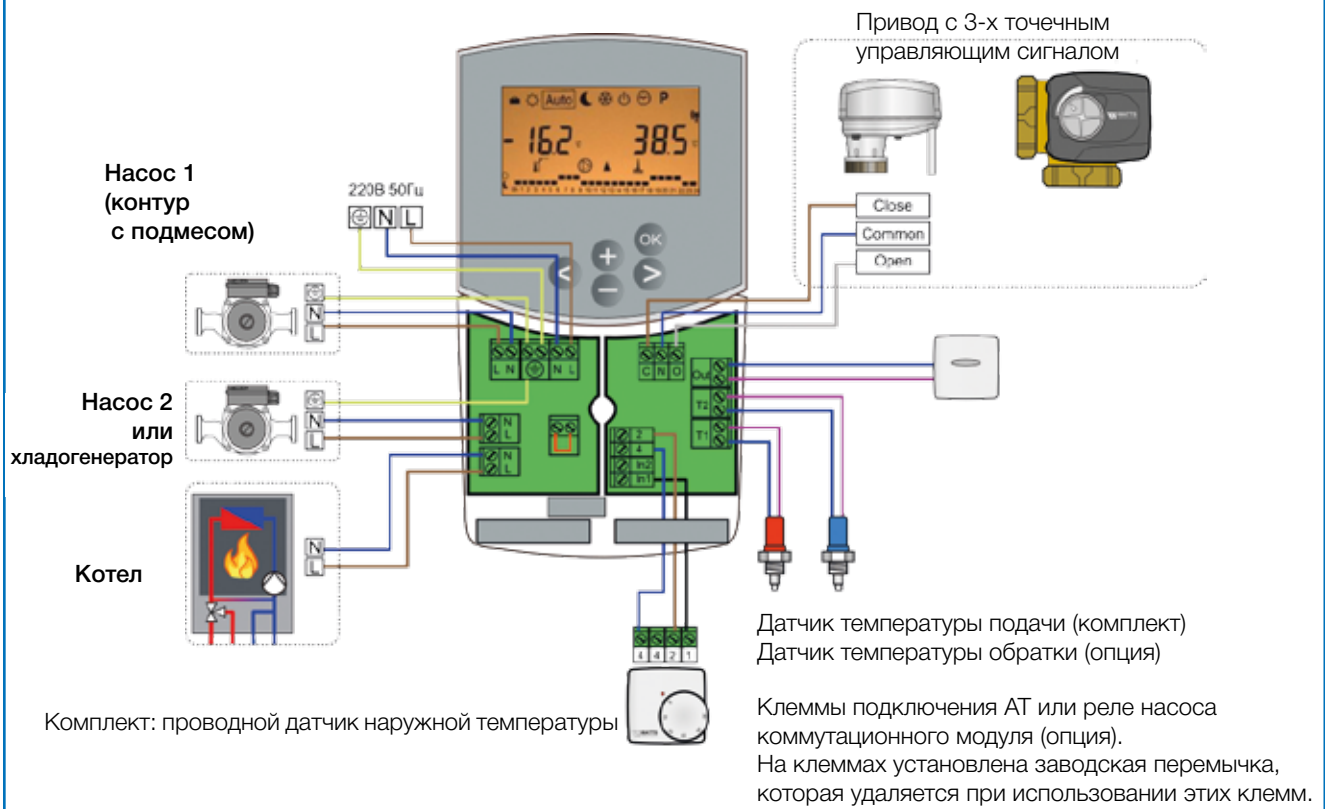 Привод с 3-х точечным
управляющим сигналом
Auto
P
- 16.2
38.5
Насос 1
(контур
с подмесом)
220В 50Гц
N L
OK
Close
Common
Open
N
L
L N N L
C N O
Out
T2
T1
Насос 2
или
хладогенератор
N
L
N
L
N
L
2
4
In2
In1
Котел
N
L
4 4 2 1
WATTS
Датчик температуры подачи (комплект)
Датчик температуры обратки (опция)
Комплект: проводной датчик наружной температуры
Клеммы подключения АТ или реле насоса
коммутационного модуля (опция).
На клеммах установлена заводская перемычка,
которая удаляется при использовании этих клемм.